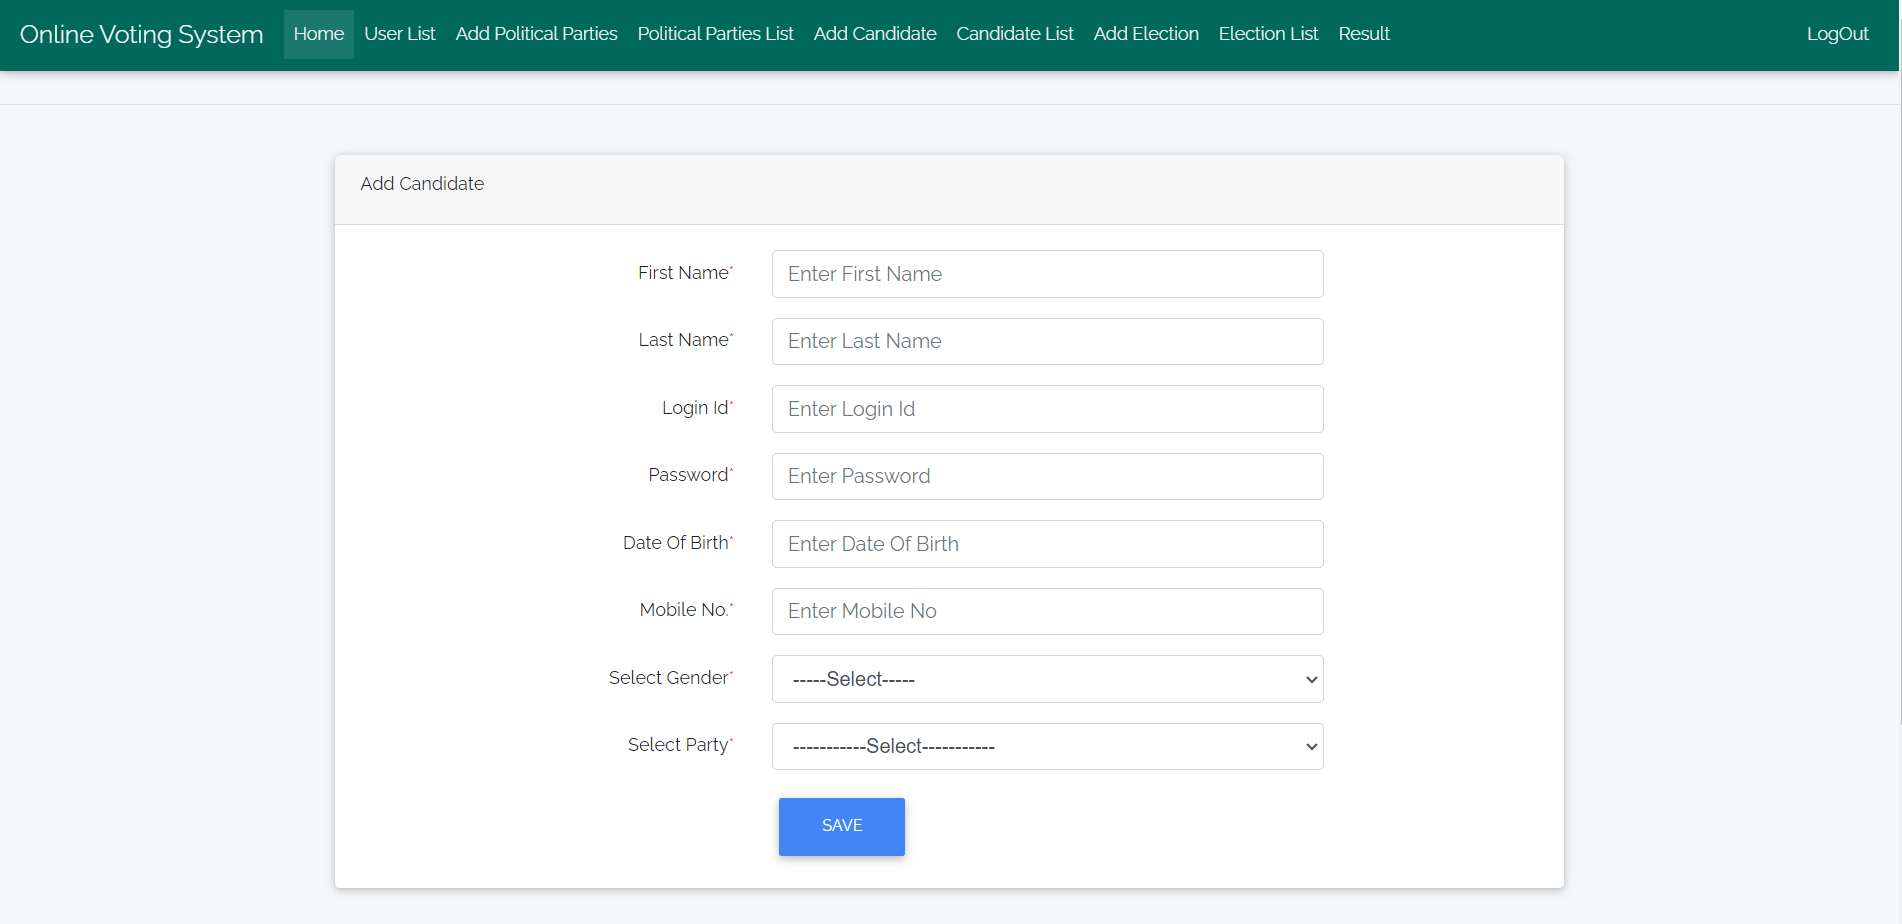 Online Voting System Home User List Add Political Parties Political Parties List Add Candidate Candidate List Add Election Election List Result LogOut
Add Candidate
First Name* Enter First Name
Last Name* Enter Last Name
Login Id* Enter Login Id
Password* Enter Password
Date Of Birth* Enter Date Of Birth
Mobile No.* Enter Mobile No
Select Gender* -----Select-----
Select Party* -----------Select-----------
SAVE